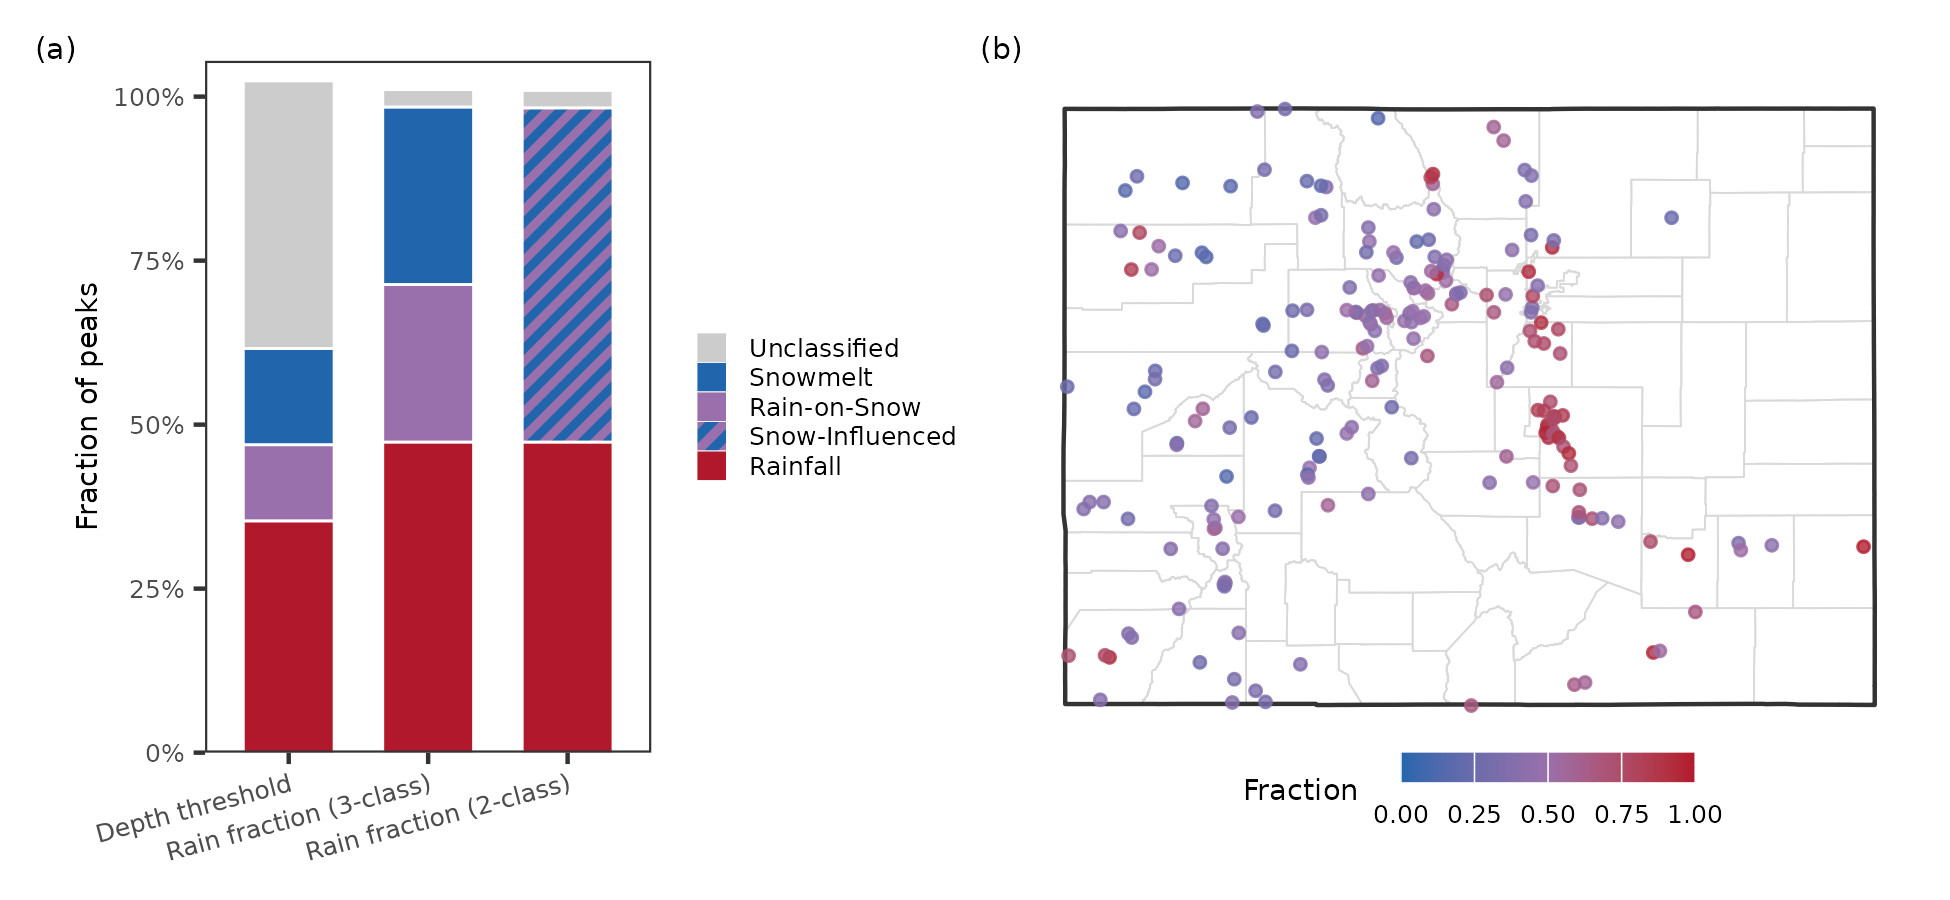 (a)
Fraction of peaks
100%
75%
50%
25%
0%
Depth threshold
Rain fraction (3-class)
Rain fraction (2-class)
Unclassified
Snowmelt
Rain-on-Snow
Snow-Influenced
Rainfall
(b)
Fraction
0.00 0.25 0.50 0.75 1.00